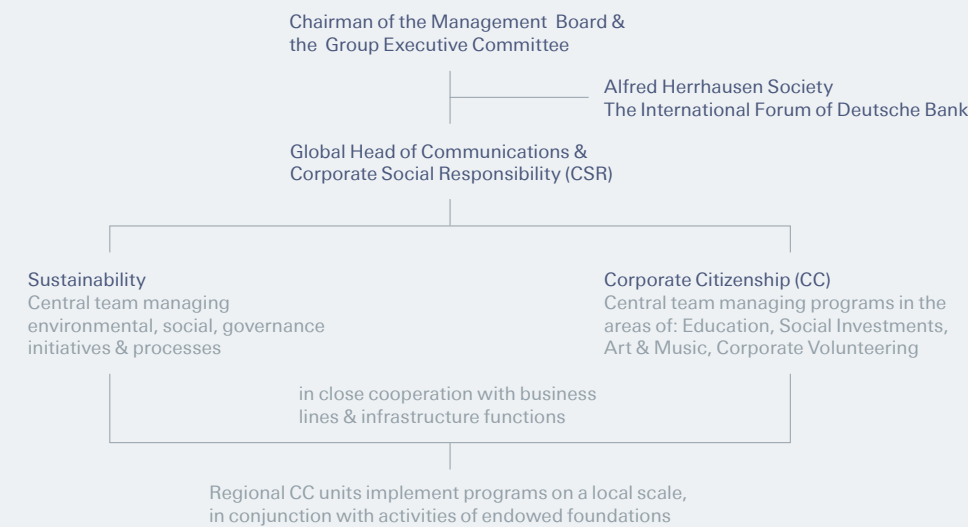 Chairman of the Management Board &
the Group Executive Committee
Alfred Herrhausen Society
The International Forum of Deutsche Bank
Global Head of Communications &
Corporate Social Responsibility (CSR)
Sustainability
Central team managing
environmental, social, governance
initiatives & processes
Corporate Citizenship (CC)
Central team managing programs in the
areas of: Education, Social Investments,
Art & Music, Corporate Volunteering
in close cooperation with business
lines & infrastructure functions
Regional CC units implement programs on a local scale,
in conjunction with activities of endowed foundations